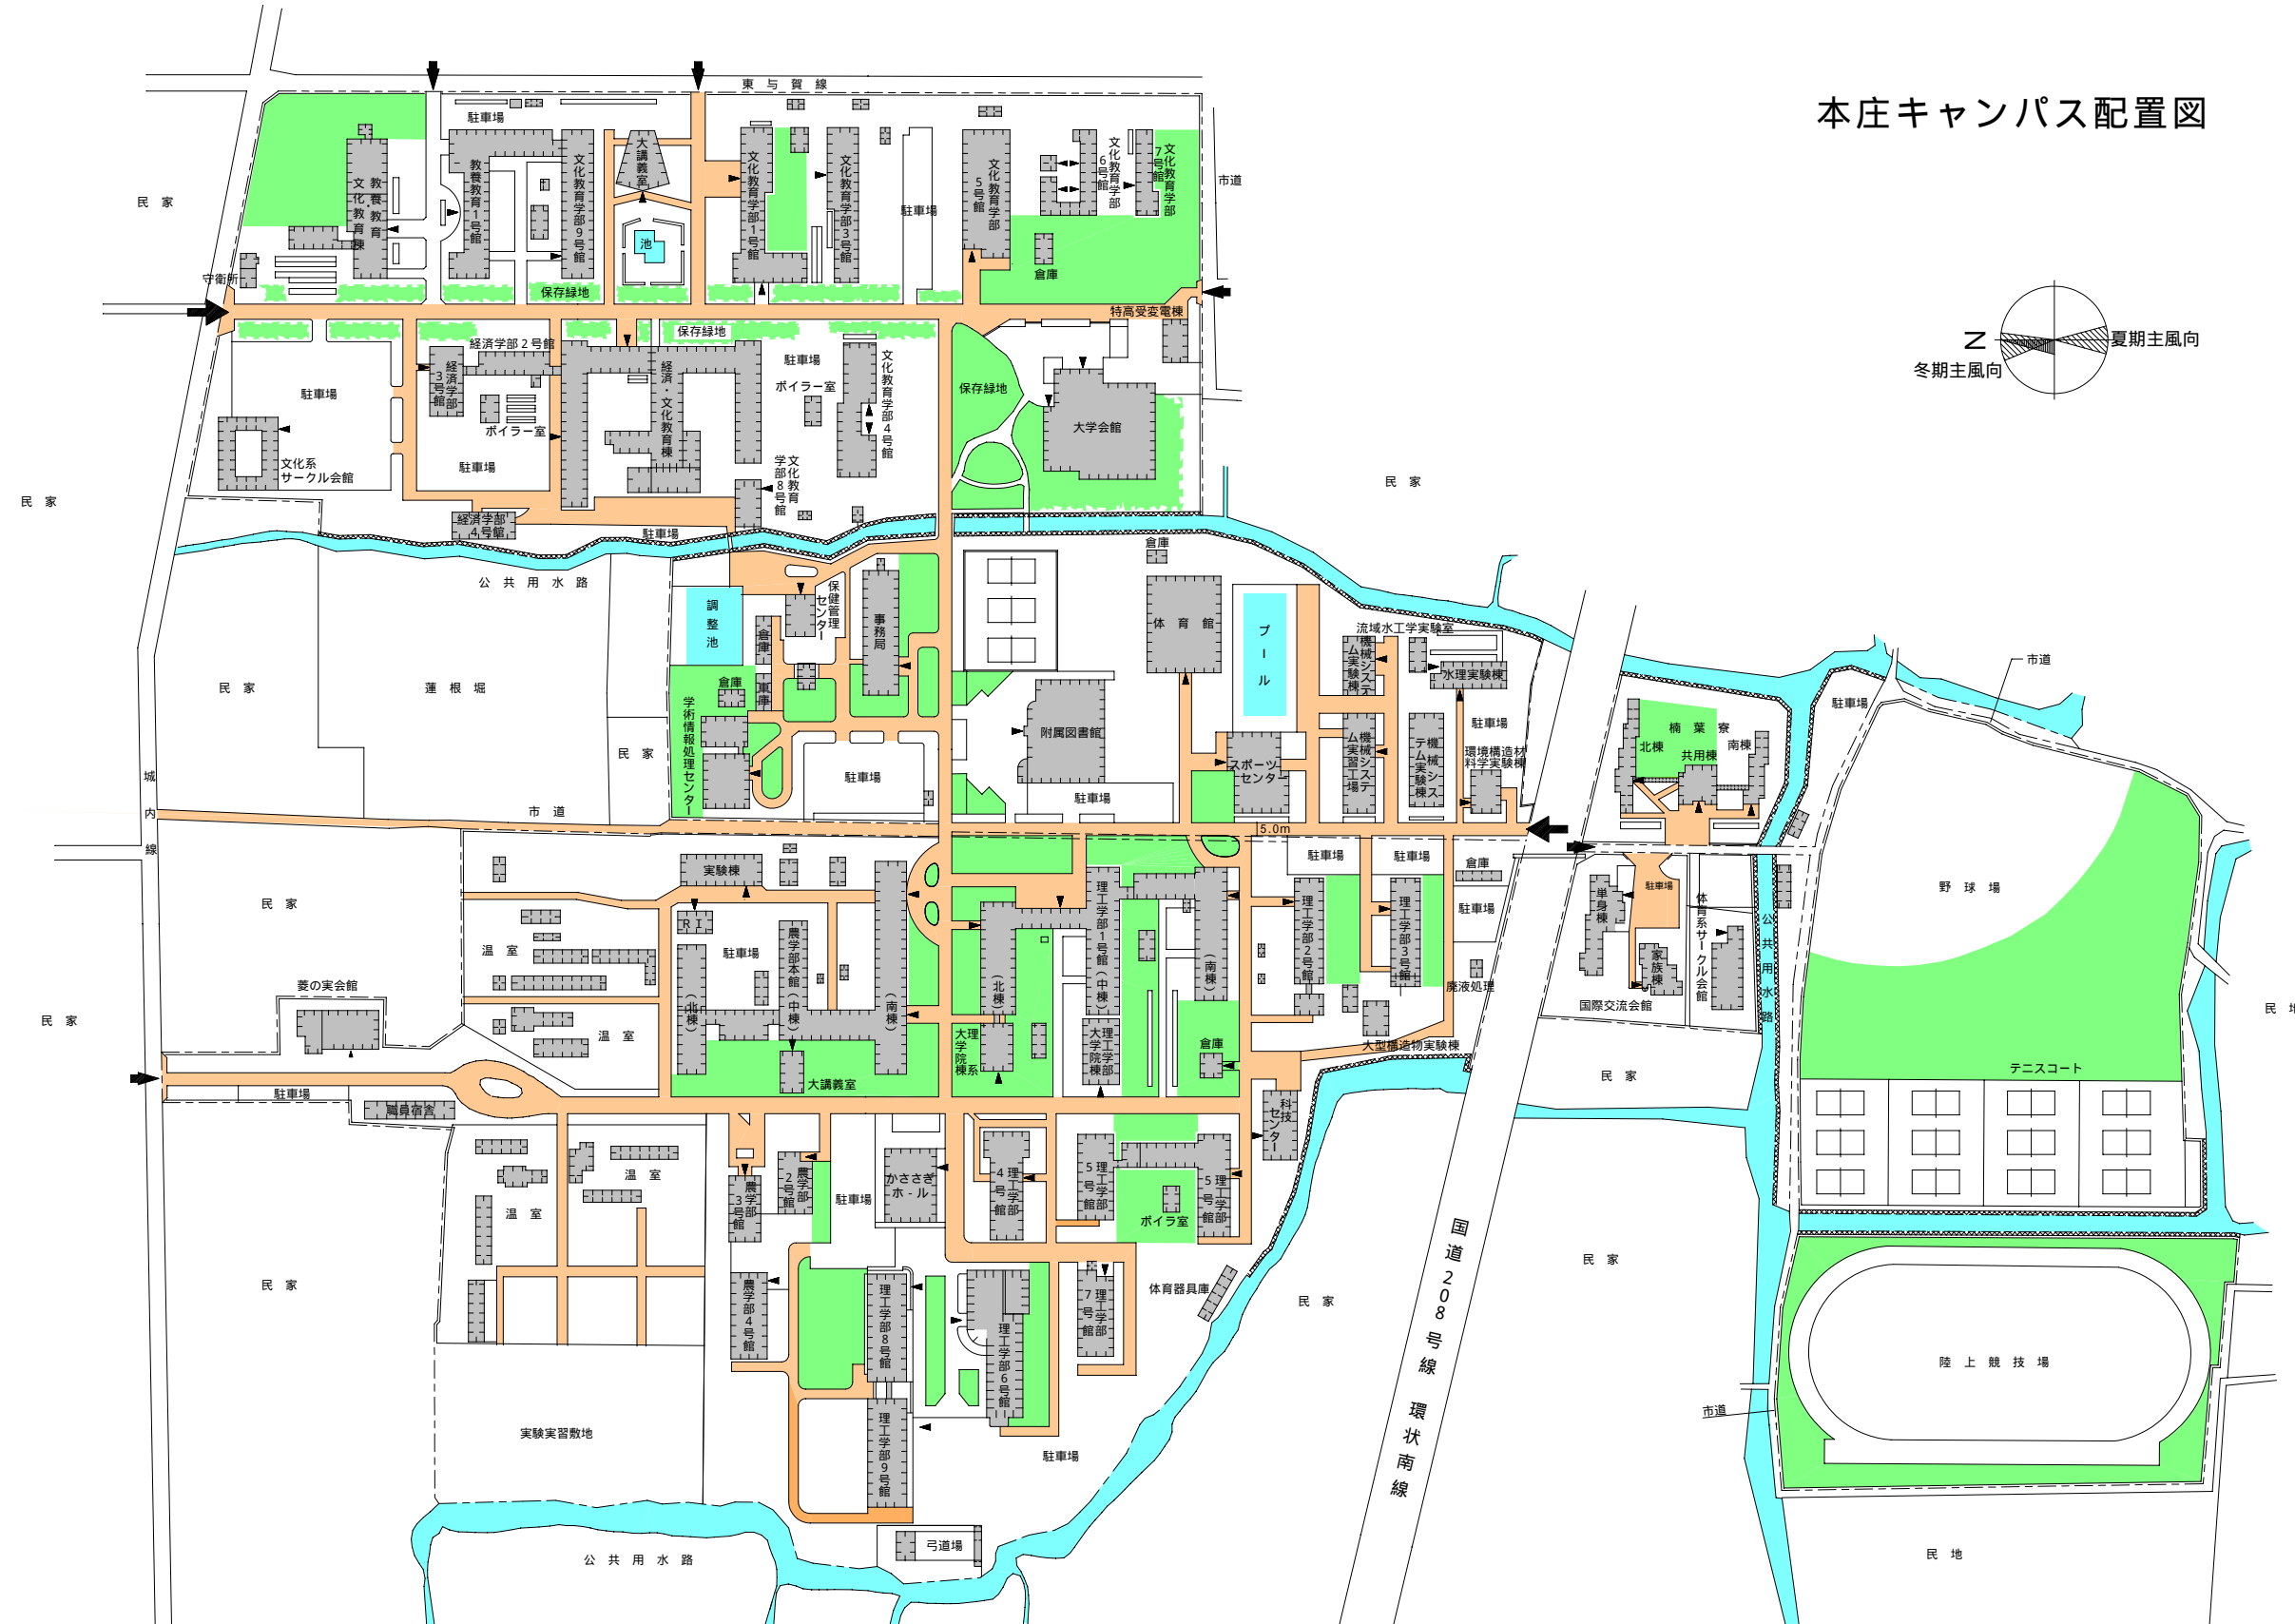 本庄キャンパス配置図
東与賀線
駐車場
民家
守衛所
教養教育・文化教育棟
教養教育1号館
文化教育学部9号館
大講義室
池
文化教育学部1号館
文化教育学部3号館
駐車場
文化教育学部5号館
文化教育学部6号館
文化教育学部7号館
市道
倉庫
保存緑地
特高受変電棟
保存緑地
N
夏期主風向
冬期主風向
経済学部2号館
経済学部3号館
駐車場
ボイラー室
駐車場
文化系
サークル会館
経済・文化教育棟
駐車場
ボイラー室
文化教育学部4号館
文化教育学部8号館
保存緑地
大学会館
民家
民家
経済学部
4号館
駐車場
公共用水路
倉庫
調整池
倉庫
保健管理センター
事務局
体育館
プール
流域水工学実験室
機械システム実験棟
水理実験棟
市道
民家
蓮根堀
倉庫
車庫
学術情報処理センター
附属図書館
駐車場
駐車場
スポーツ
センター
機械システム実習工場
機械システム実験棟
駐車場
環境構造材
料学実験棟
楠葉寮
北棟
共用棟
南棟
駐車場
民家
城内線
市道
5.0m
実験棟
RI
駐車場
農学部本館(中棟)
(北棟)
(南棟)
温室
温室
民家
菱の実会館
民家
(北棟)
理工学部1号館(中棟)
(南棟)
駐車場
駐車場
倉庫
理工学部2号館
理工学部3号館
駐車場
廃液処理
大型構造物実験棟
単身棟
駐車場
家族棟
国際交流会館
体育系サークル会館
公共用水路
野球場
民地
テニスコート
民家
大講義室
理系大学院棟
理工学部大学院棟
倉庫
駐車場
職員宿舎
科技センター
温室
温室
農学部3号館
農学部2号館
駐車場
かささぎ
ホール
理工学部4号館
理工学部5号館
理工学部5号館
ボイラ室
民家
農学部4号館
理工学部8号館
理工学部6号館
理工学部7号館
体育器具庫
民家
民家
国道208号線 環状南線
陸上競技場
市道
実験実習敷地
理工学部9号館
駐車場
弓道場
公共用水路
民地